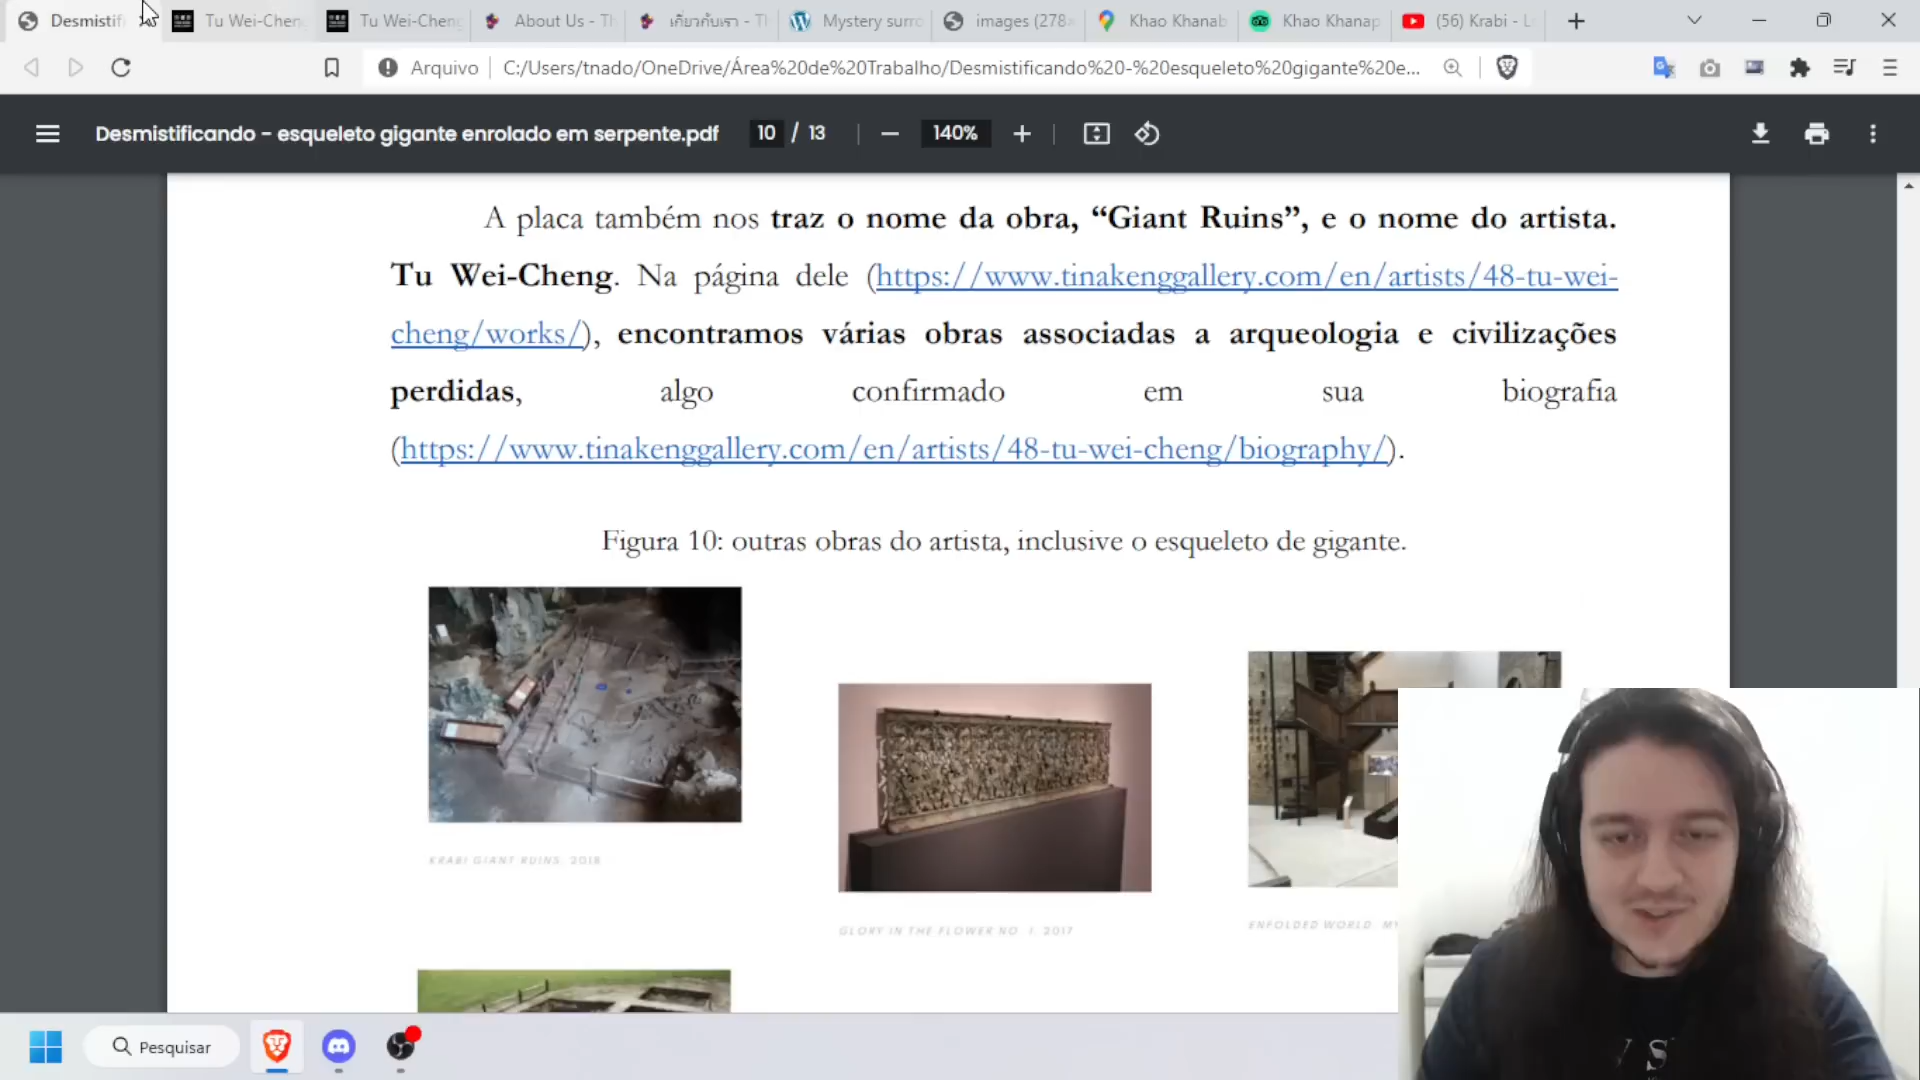 Desmistifi
Tu Wei-Chen
Tu Wei-Cheng
About Us - Th
เกี่ยวกับเรา - Th
Mystery surro
images (278×
Khao Khanab
Khao Khanap
(56) Krabi - L
Arquivo
C:/Users/tnado/OneDrive/Área%20de%20Trabalho/Desmistificando%20-%20esqueleto%20gigante%20e...
Desmistificando - esqueleto gigante enrolado em serpente.pdf
10 / 13
140%
A placa também nos traz o nome da obra, “Giant Ruins”, e o nome do artista.
Tu Wei-Cheng. Na página dele (https://www.tinakenggallery.com/en/artists/48-tu-wei-
cheng/works/), encontramos várias obras associadas a arqueologia e civilizações
perdidas, algo confirmado em sua biografia
(https://www.tinakenggallery.com/en/artists/48-tu-wei-cheng/biography/).
Figura 10: outras obras do artista, inclusive o esqueleto de gigante.
KRABI GIANT RUINS, 2018
GLORY IN THE FLOWER NO. 1, 2017
ENFOLDED WORLD: MY
Pesquisar